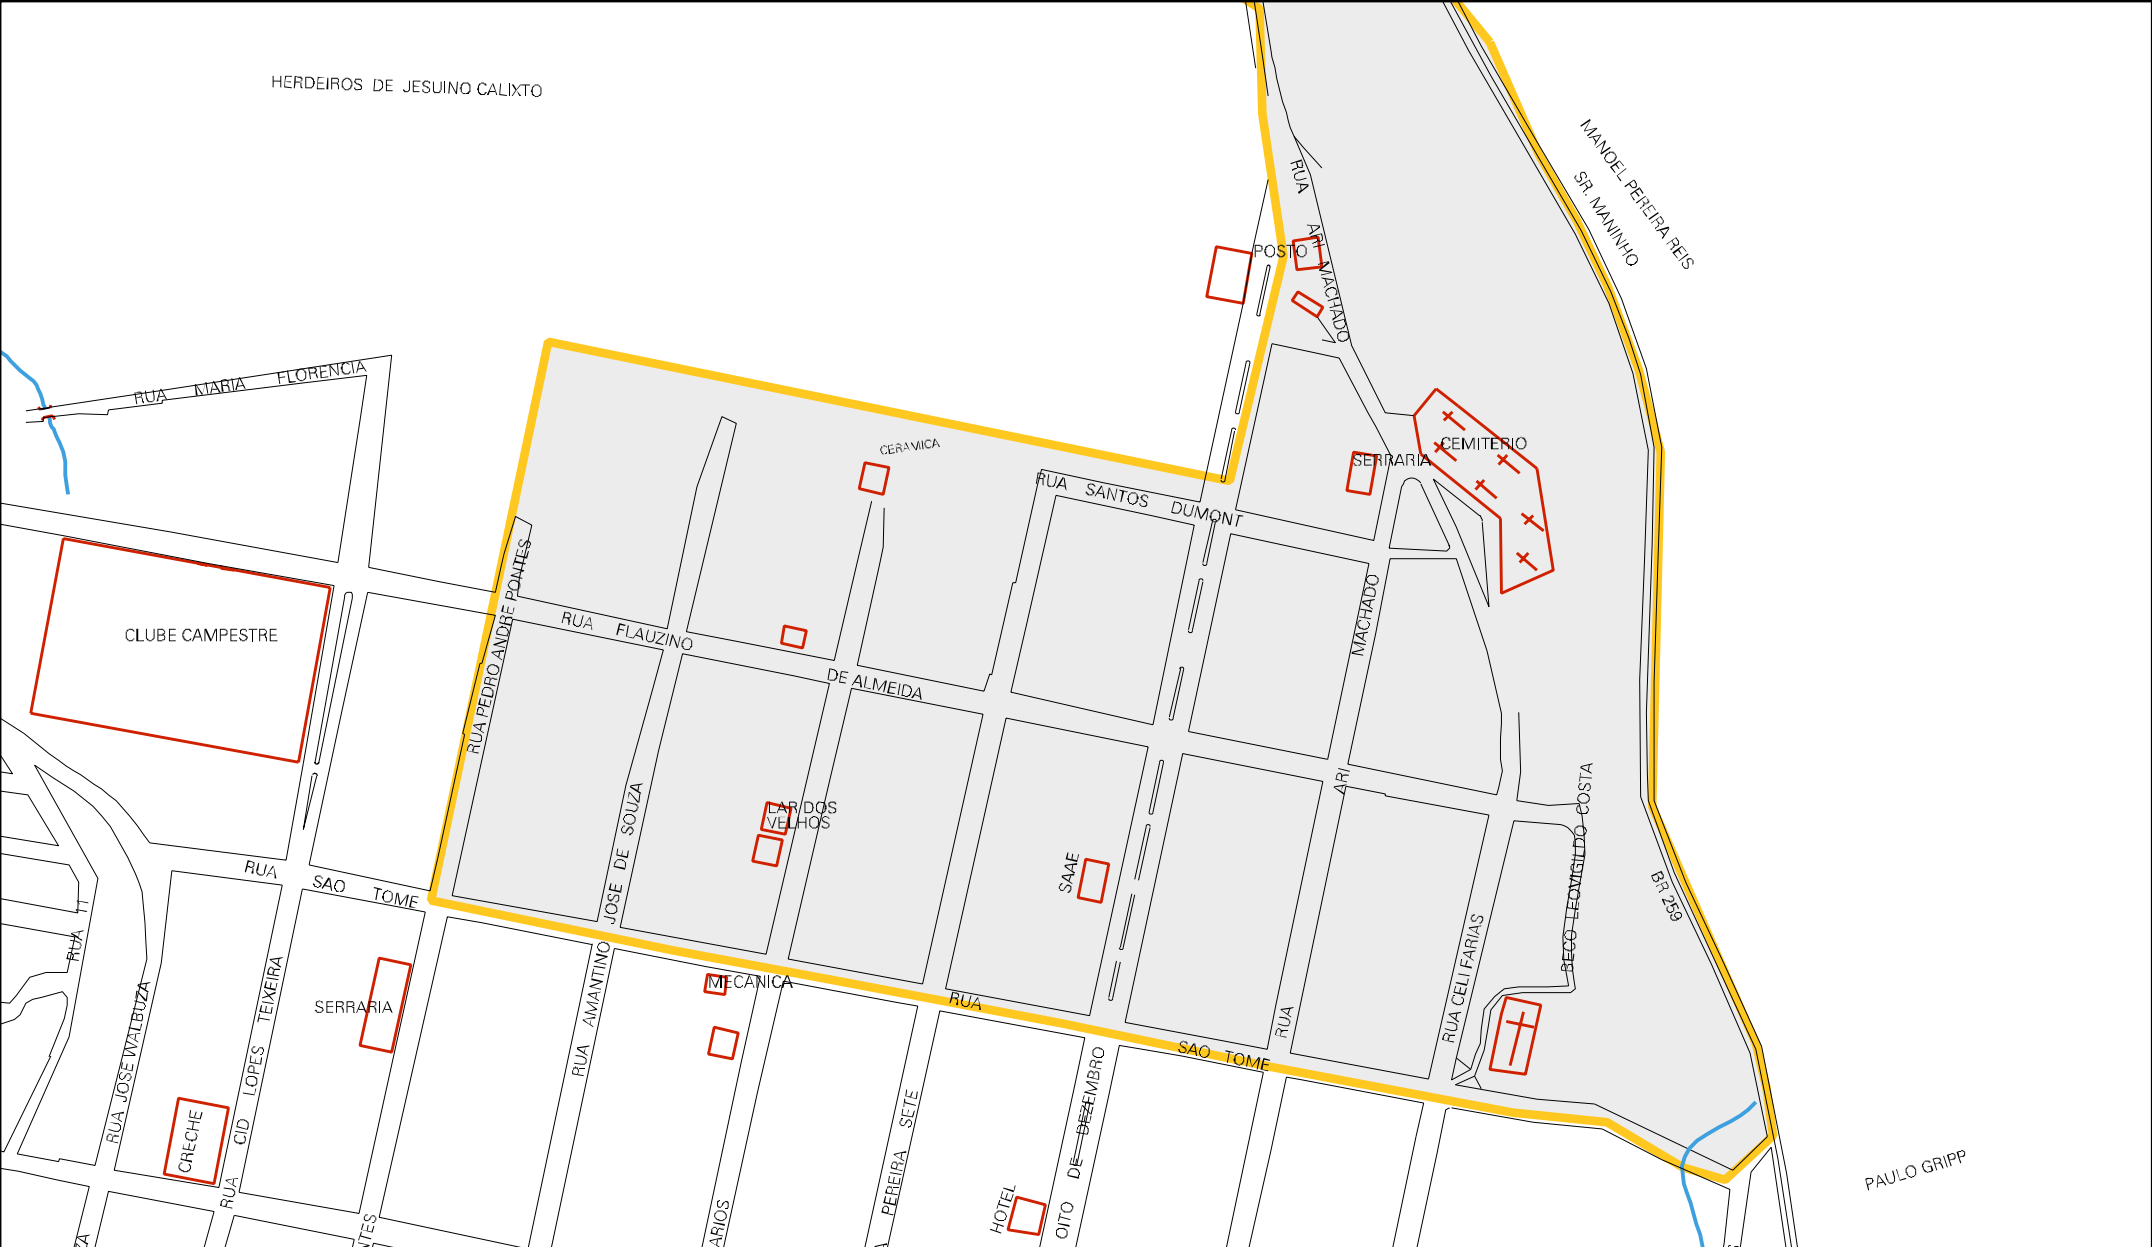 HERDEIROS DE JESUINO CALIXTO
MANOEL PEREIRA REIS
SR. MANINHO
RUA ARI MACHADO
POSTO
RUA MARIA FLORENCIA
CERAMICA
CEMITERIO
SERRARIA
RUA SANTOS DUMONT
RUA PEDRO ANDRE PONTES
CLUBE CAMPESTRE
RUA FLAUZINO DE ALMEIDA
MACHADO
ARI
RUA
JOSE DE SOUZA
RUA AMANTINO
LAR DOS
VELHOS
SAAE
BECO LEOVIGILDO COSTA
BR 259
RUA SAO TOME
RUA CELI FARIAS
RUA
SERRARIA
MECANICA
RUA SAO TOME
RUA JOSE WALBUZA
RUA CID LOPES TEIXEIRA
CRECHE
PEREIRA SETE
OITO DE DEZEMBRO
HOTEL
PAULO GRIPP
NTES
ARIOS
ZA